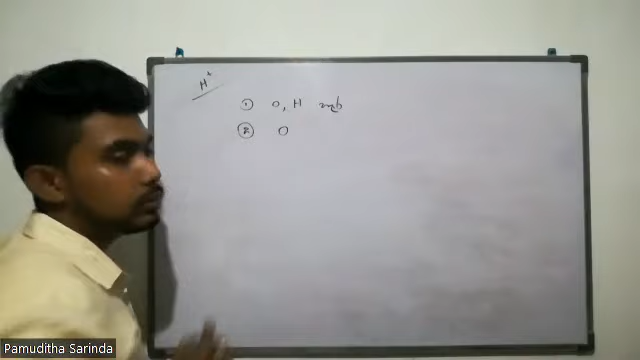 H⁺
① O, H
② O
Pamuditha Sarinda